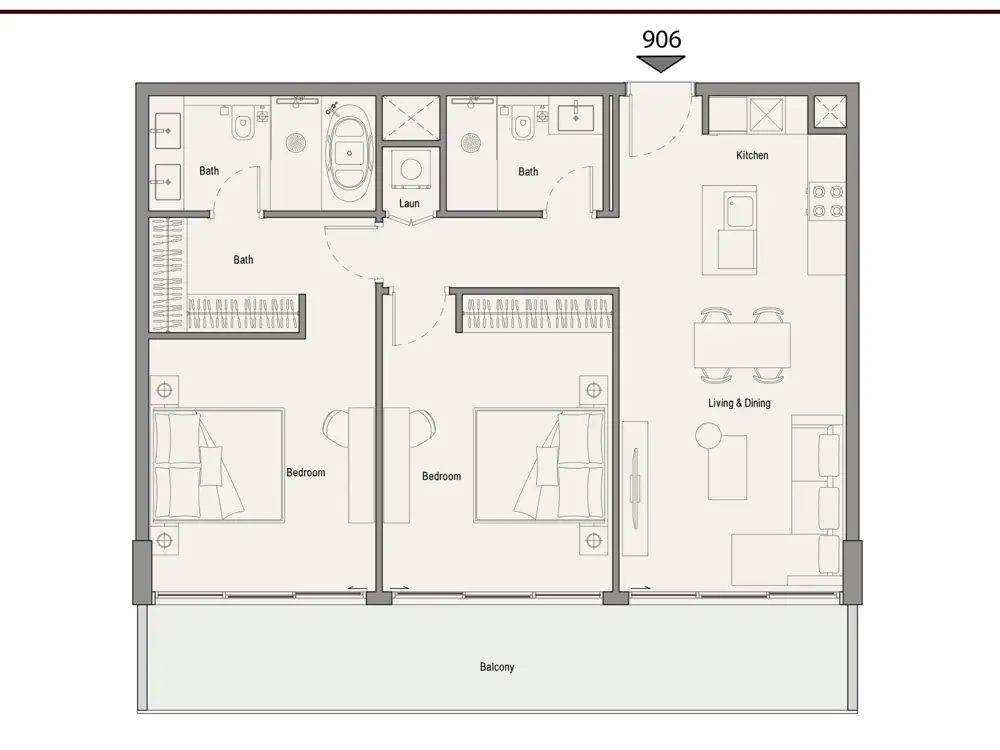 906
Kitchen
Bath
Bath
Laun
Bath
Living & Dining
Bedroom
Bedroom
Balcony